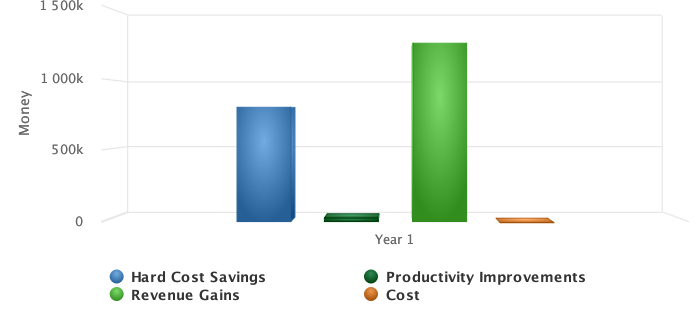 1 500k
1 000k
500k
0
Money
Year 1
Hard Cost Savings
Productivity Improvements
Revenue Gains
Cost